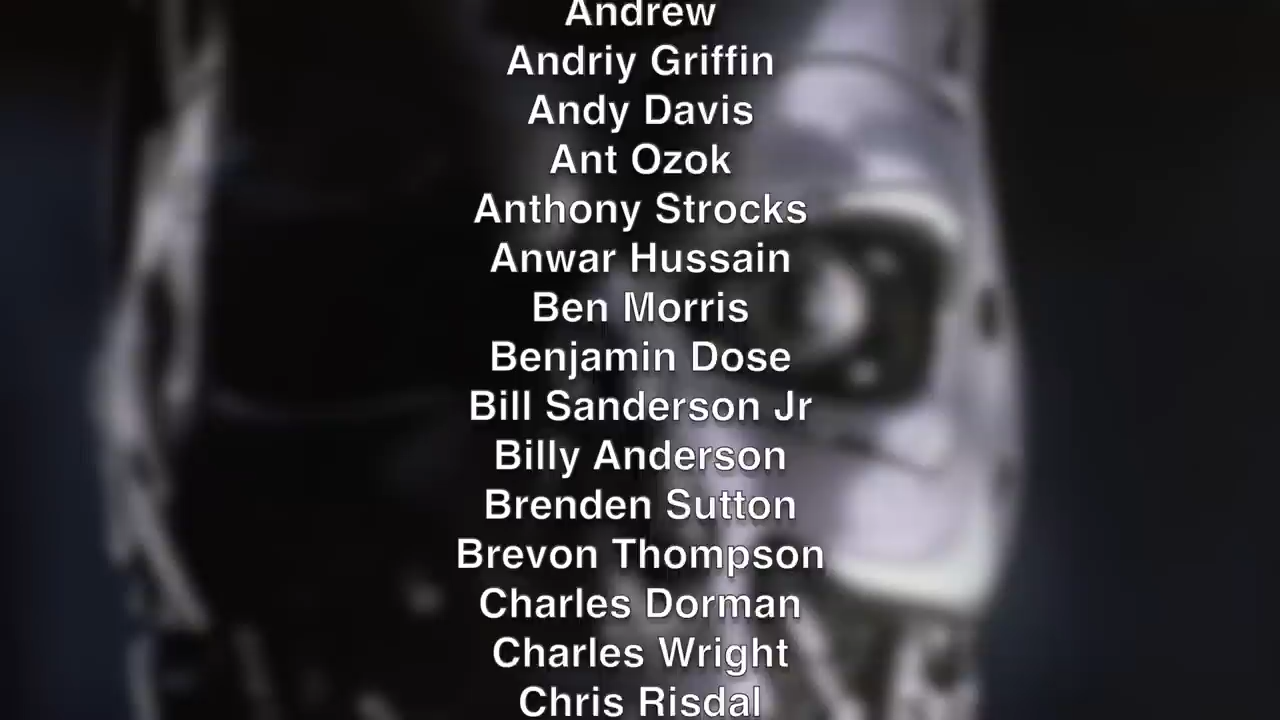 Andrew
Andriy Griffin
Andy Davis
Ant Ozok
Anthony Strocks
Anwar Hussain
Ben Morris
Benjamin Dose
Bill Sanderson Jr
Billy Anderson
Brenden Sutton
Brevon Thompson
Charles Dorman
Charles Wright
Chris Risdal